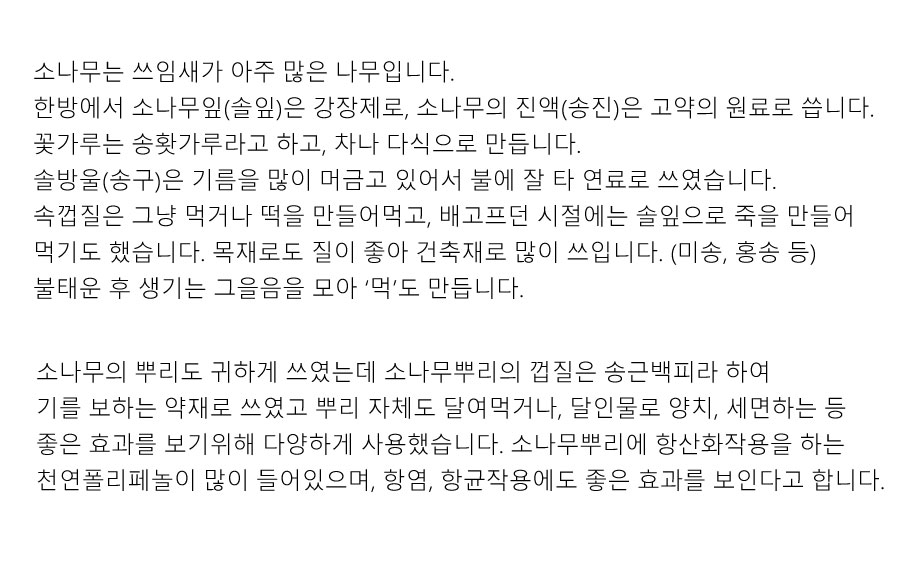 소나무는 쓰임새가 아주 많은 나무입니다.
한방에서 소나무잎(솔잎)은 강장제로, 소나무의 진액(송진)은 고약의 원료로 씁니다.
꽃가루는 송홧가루라고 하고, 차나 다식으로 만듭니다.
솔방울(송구)은 기름을 많이 머금고 있어서 불에 잘 타 연료로 쓰였습니다.
속껍질은 그냥 먹거나 떡을 만들어먹고, 배고프던 시절에는 솔잎으로 죽을 만들어
먹기도 했습니다. 목재로도 질이 좋아 건축재로 많이 쓰입니다. (미송, 홍송 등)
불태운 후 생기는 그을음을 모아 ‘먹’도 만듭니다.
소나무의 뿌리도 귀하게 쓰였는데 소나무뿌리의 껍질은 송근백피라 하여
기를 보하는 약재로 쓰였고 뿌리 자체도 달여먹거나, 달인물로 양치, 세면하는 등
좋은 효과를 보기위해 다양하게 사용했습니다. 소나무뿌리에 항산화작용을 하는
천연폴리페놀이 많이 들어있으며, 항염, 항균작용에도 좋은 효과를 보인다고 합니다.